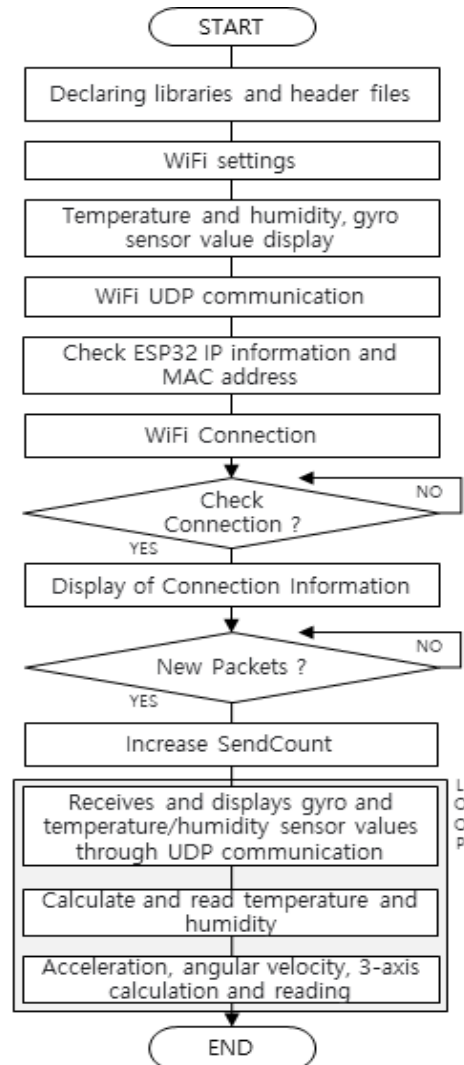 START
Declaring libraries and header files
WiFi settings
Temperature and humidity, gyro
sensor value display
WiFi UDP communication
Check ESP32 IP information and
MAC address
WiFi Connection
NO
Check
Connection ?
YES
Display of Connection Information
NO
New Packets ?
YES
Increase SendCount
L
O
O
P
Receives and displays gyro and
temperature/humidity sensor values
through UDP communication
Calculate and read temperature and
humidity
Acceleration, angular velocity, 3-axis
calculation and reading
END